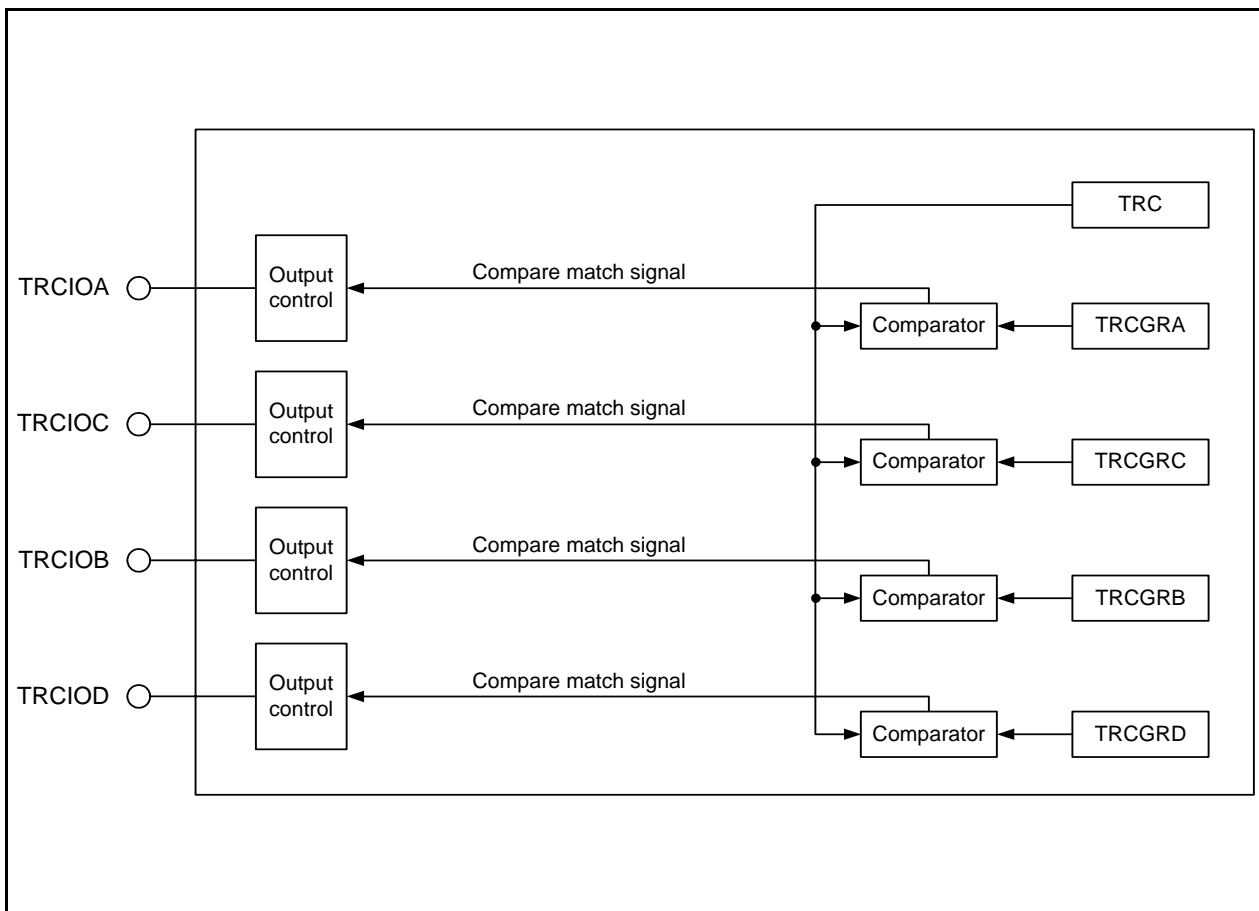 TRC
TRCIOA
Output
control
Compare match signal
Comparator
TRCGRA
TRCIOC
Output
control
Compare match signal
Comparator
TRCGRC
TRCIOB
Output
control
Compare match signal
Comparator
TRCGRB
TRCIOD
Output
control
Compare match signal
Comparator
TRCGRD